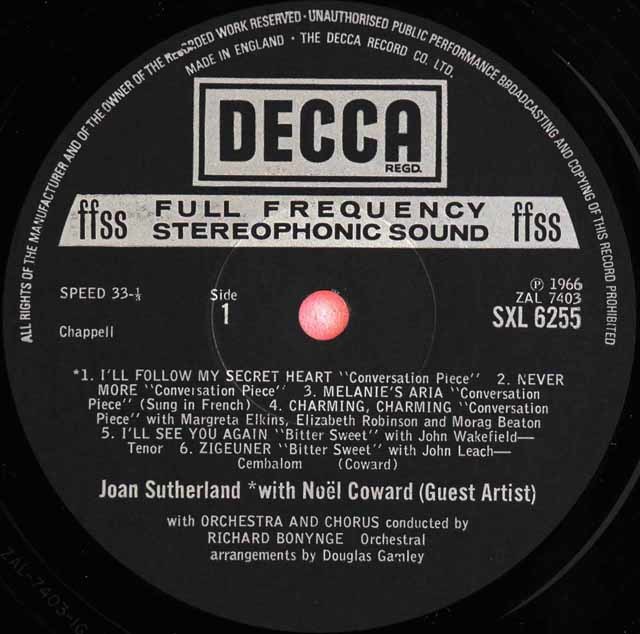 ALL RIGHTS OF THE MANUFACTURER AND OF THE OWNER OF THE RECORDED WORK RESERVED · UNAUTHORISED PUBLIC PERFORMANCE BROADCASTING AND COPYING OF THIS RECORD PROHIBITED
MADE IN ENGLAND · THE DECCA RECORD CO. LTD.
DECCA
REGD.
ffss FULL FREQUENCY STEREOPHONIC SOUND ffss
SPEED 33-⅓
Side
1
℗ 1966
ZAL 7403
SXL 6255
Chappell
*1. I'LL FOLLOW MY SECRET HEART "Conversation Piece" 2. NEVER
MORE "Conversation Piece" 3. MELANIE'S ARIA "Conversation
Piece" (Sung in French) 4. CHARMING, CHARMING "Conversation
Piece" with Margreta Elkins, Elizabeth Robinson and Morag Beaton
5. I'LL SEE YOU AGAIN "Bitter Sweet" with John Wakefield—
Tenor 6. ZIGEUNER "Bitter Sweet" with John Leach—
Cembalom (Coward)
Joan Sutherland *with Noël Coward (Guest Artist)
with ORCHESTRA AND CHORUS conducted by
RICHARD BONYNGE Orchestral
arrangements by Douglas Gamley